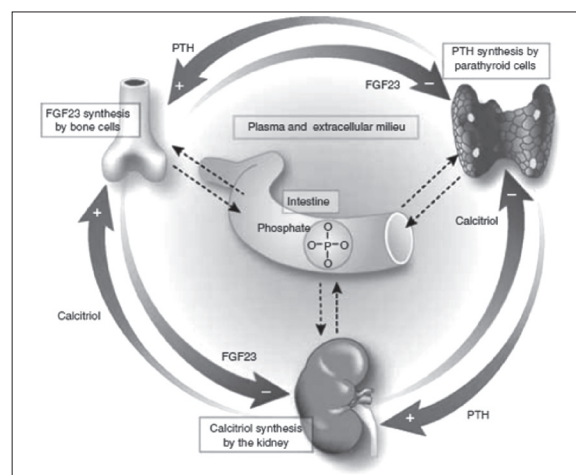 PTH
PTH synthesis by
parathyroid cells
+
−
FGF23
FGF23 synthesis
by bone cells
Plasma and extracellular milieu
Intestine
Phosphate
O
O–P–O
O
+
−
Calcitriol
Calcitriol
FGF23
−
+
PTH
Calcitriol synthesis
by the kidney